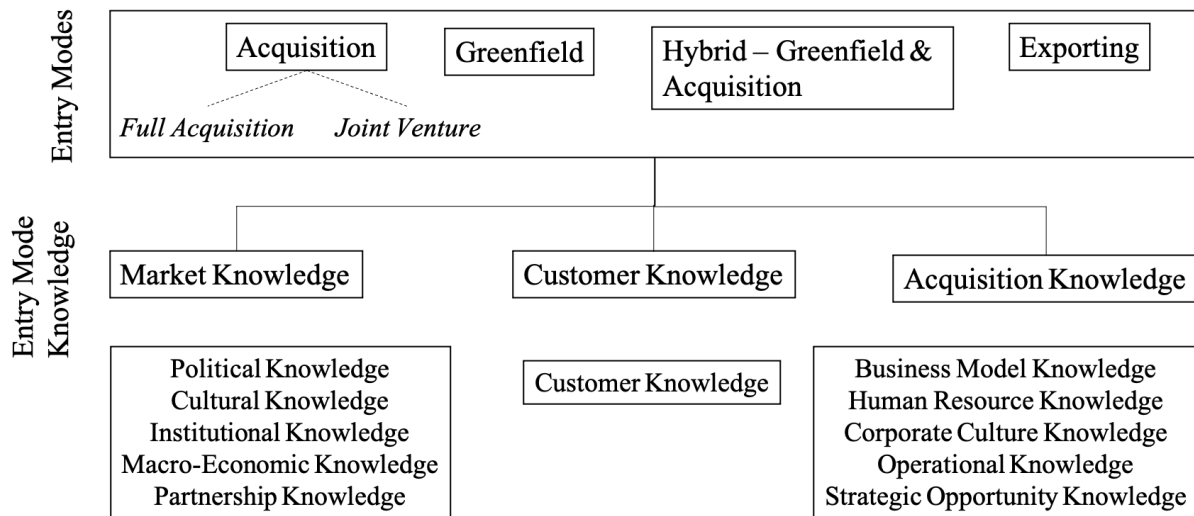 Entry Modes
Acquisition
Greenfield
Hybrid – Greenfield &
Acquisition
Exporting
Full Acquisition
Joint Venture
Entry Mode
Knowledge
Market Knowledge
Customer Knowledge
Acquisition Knowledge
Political Knowledge
Cultural Knowledge
Institutional Knowledge
Macro-Economic Knowledge
Partnership Knowledge
Customer Knowledge
Business Model Knowledge
Human Resource Knowledge
Corporate Culture Knowledge
Operational Knowledge
Strategic Opportunity Knowledge